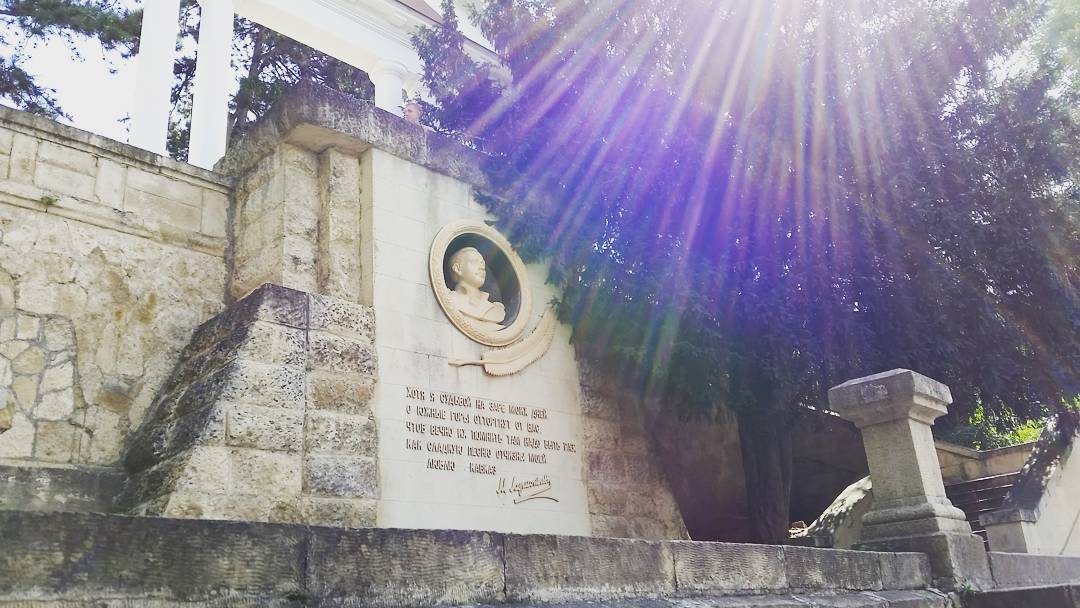 ХОТЯ Я СУДЬБОЙ НА ЗАРЕ МОИХ ДНЕЙ
О ЮЖНЫЕ ГОРЫ ОТТОРГНУТ ОТ ВАС,
ЧТОБ ВЕЧНО ИХ ПОМНИТЬ ТАМ НАДО БЫТЬ РАЗ,
КАК СЛАДКУЮ ПЕСНЮ ОТЧИЗНЫ МОЕЙ
ЛЮБЛЮ КАВКАЗ
М. Лермонтов